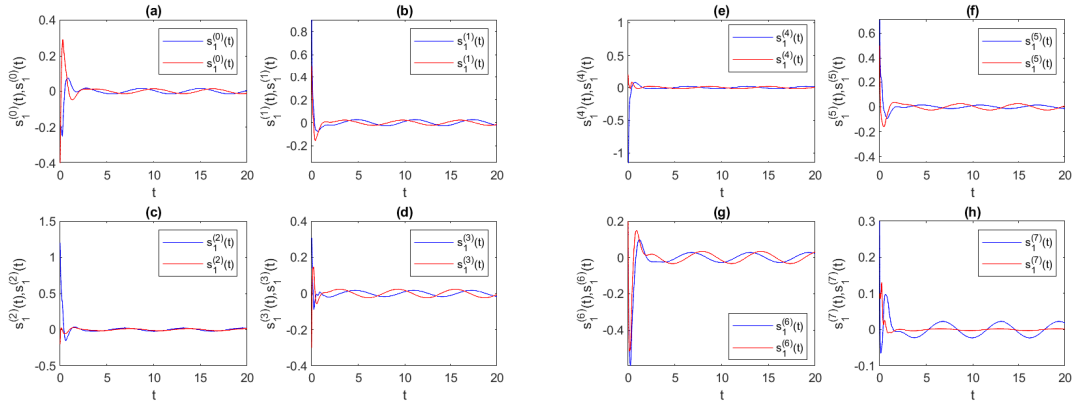 (a)
s₁⁽⁰⁾(t),s₁⁽⁰⁾(t)
0.4
0.2
0
-0.2
-0.4
s₁⁽⁰⁾(t)
s₁⁽⁰⁾(t)
0 5 10 15 20
t
(b)
s₁⁽¹⁾(t),s₁⁽¹⁾(t)
0.8
0.6
0.4
0.2
0
-0.2
s₁⁽¹⁾(t)
s₁⁽¹⁾(t)
0 5 10 15 20
t
(c)
s₁⁽²⁾(t),s₁⁽²⁾(t)
1.5
1
0.5
0
-0.5
s₁⁽²⁾(t)
s₁⁽²⁾(t)
0 5 10 15 20
t
(d)
s₁⁽³⁾(t),s₁⁽³⁾(t)
0.4
0.2
0
-0.2
-0.4
s₁⁽³⁾(t)
s₁⁽³⁾(t)
0 5 10 15 20
t
(e)
s₁⁽⁴⁾(t),s₁⁽⁴⁾(t)
1
0.5
0
-0.5
-1
s₁⁽⁴⁾(t)
s₁⁽⁴⁾(t)
0 5 10 15 20
t
(f)
s₁⁽⁵⁾(t),s₁⁽⁵⁾(t)
0.6
0.4
0.2
0
-0.2
-0.4
s₁⁽⁵⁾(t)
s₁⁽⁵⁾(t)
0 5 10 15 20
t
(g)
s₁⁽⁶⁾(t),s₁⁽⁶⁾(t)
0.2
0
-0.2
-0.4
s₁⁽⁶⁾(t)
s₁⁽⁶⁾(t)
0 5 10 15 20
t
(h)
s₁⁽⁷⁾(t),s₁⁽⁷⁾(t)
0.3
0.2
0.1
0
-0.1
s₁⁽⁷⁾(t)
s₁⁽⁷⁾(t)
0 5 10 15 20
t